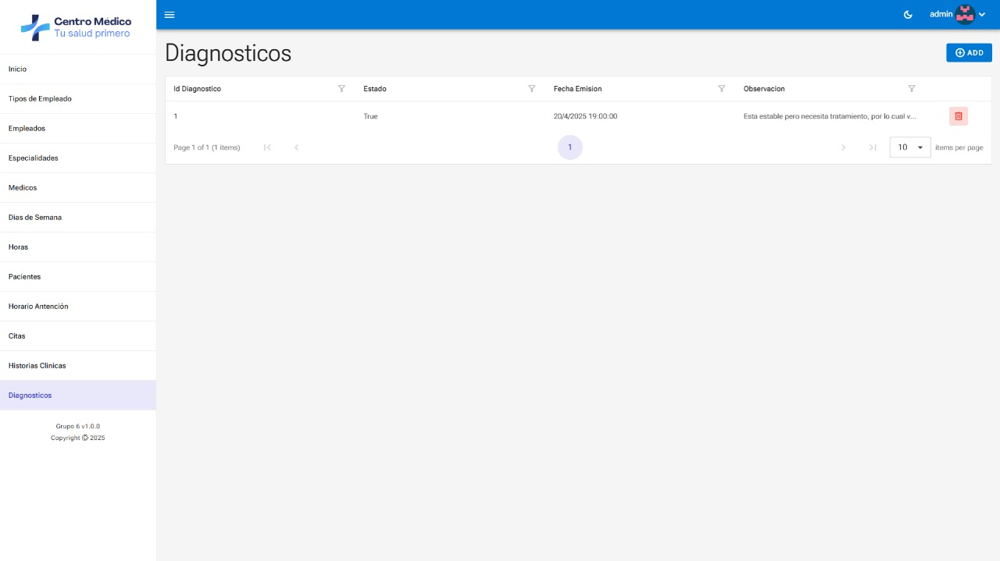 Centro Médico
Tu salud primero
admin
Inicio
Tipos de Empleado
Empleados
Especialidades
Medicos
Dias de Semana
Horas
Pacientes
Horario Antención
Citas
Historias Clinicas
Diagnosticos
Grupo 6 v1.0.0
Copyright © 2025
Diagnosticos
ADD
Id Diagnostico Estado Fecha Emision Observacion
1 True 20/4/2025 19:00:00 Esta estable pero necesita tratamiento, por lo cual v...
Page 1 of 1 (1 items) 1 10 items per page